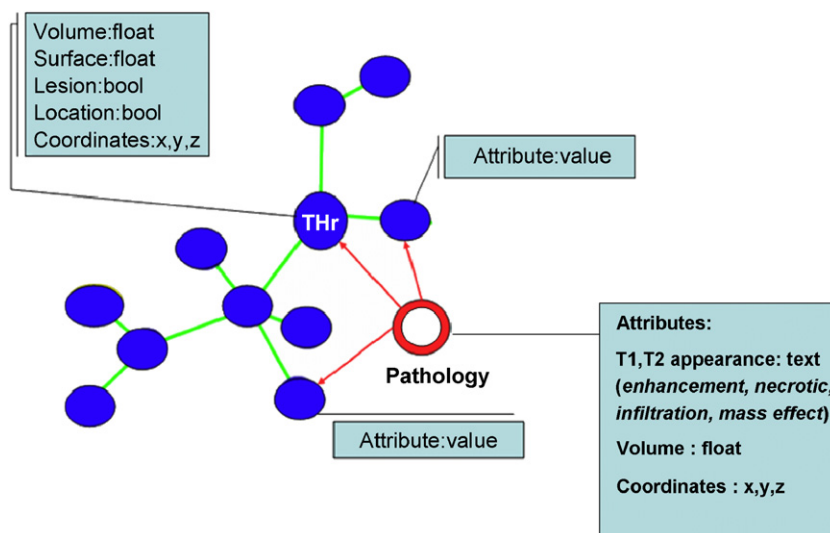 Volume:float
Surface:float
Lesion:bool
Location:bool
Coordinates:x,y,z
Attribute:value
THr
Pathology
Attribute:value
Attributes:
T1,T2 appearance: text
(enhancement, necrotic,
infiltration, mass effect)
Volume : float
Coordinates : x,y,z